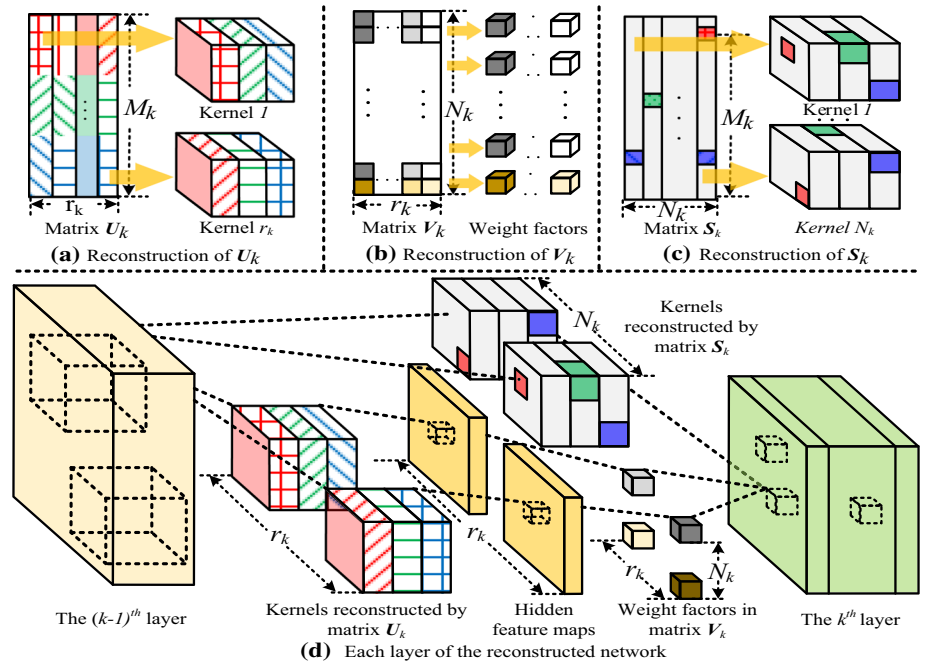 M_k
r_k
Matrix U_k
Kernel 1
Kernel r_k
(a) Reconstruction of U_k
N_k
r_k
Matrix V_k
Weight factors
(b) Reconstruction of V_k
M_k
N_k
Matrix S_k
Kernel 1
Kernel N_k
(c) Reconstruction of S_k
N_k
Kernels
reconstructed by
matrix S_k
r_k
r_k
r_k
N_k
The (k-1)^th layer
Kernels reconstructed by
matrix U_k
Hidden
feature maps
Weight factors in
matrix V_k
The k^th layer
(d) Each layer of the reconstructed network